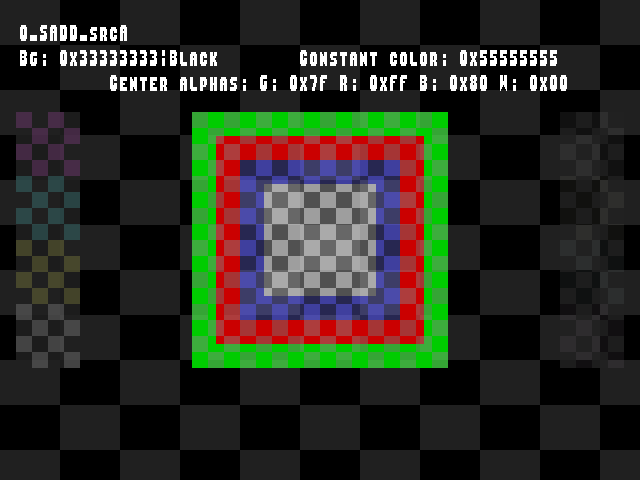 0_SADD_srcA
Bg: 0x33333333;Black Constant color: 0x55555555
Center alphas: G: 0x7F R: 0xFF B: 0x80 W: 0x00